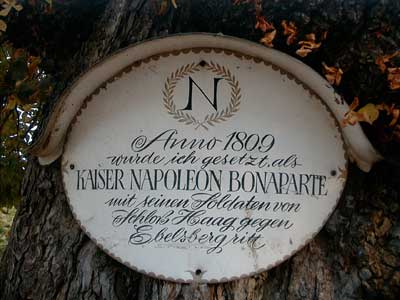 N
Anno 1809
wurde ich gesetzt, als
KAISER NAPOLEON BONAPARTE
mit seinen Soldaten von
Schloß Haag gegen
Ebelsberg ritt